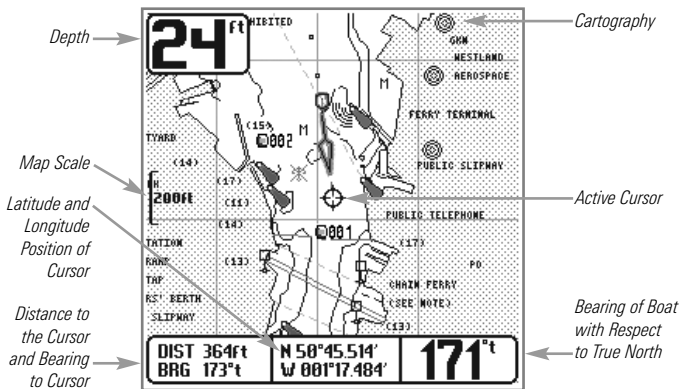 Depth
Map Scale
Latitude and
Longitude
Position of
Cursor
Distance to
the Cursor
and Bearing
to Cursor
24 ft
HIBITED
GKN
WESTLAND
AEROSPACE
M
M
FERRY TERMINAL
(15)
002
TYARD
(14)
PUBLIC SLIPWAY
(17)
200ft
(11)
PUBLIC TELEPHONE
(14)
001
TATION
(17)
RAMP
(13)
PO
TAP
CHAIN FERRY
RS' BERTH
(SEE NOTE)
SLIPWAY
(13)
DIST 364ft
BRG 173°t
N 50°45.514'
W 001°17.484'
171°t
Cartography
Active Cursor
Bearing of Boat
with Respect
to True North